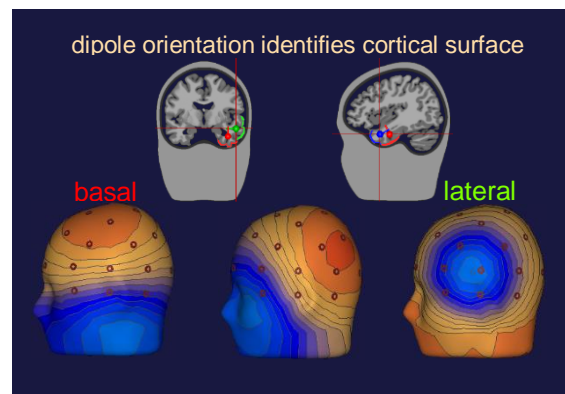 dipole orientation identifies cortical surface
basal
lateral